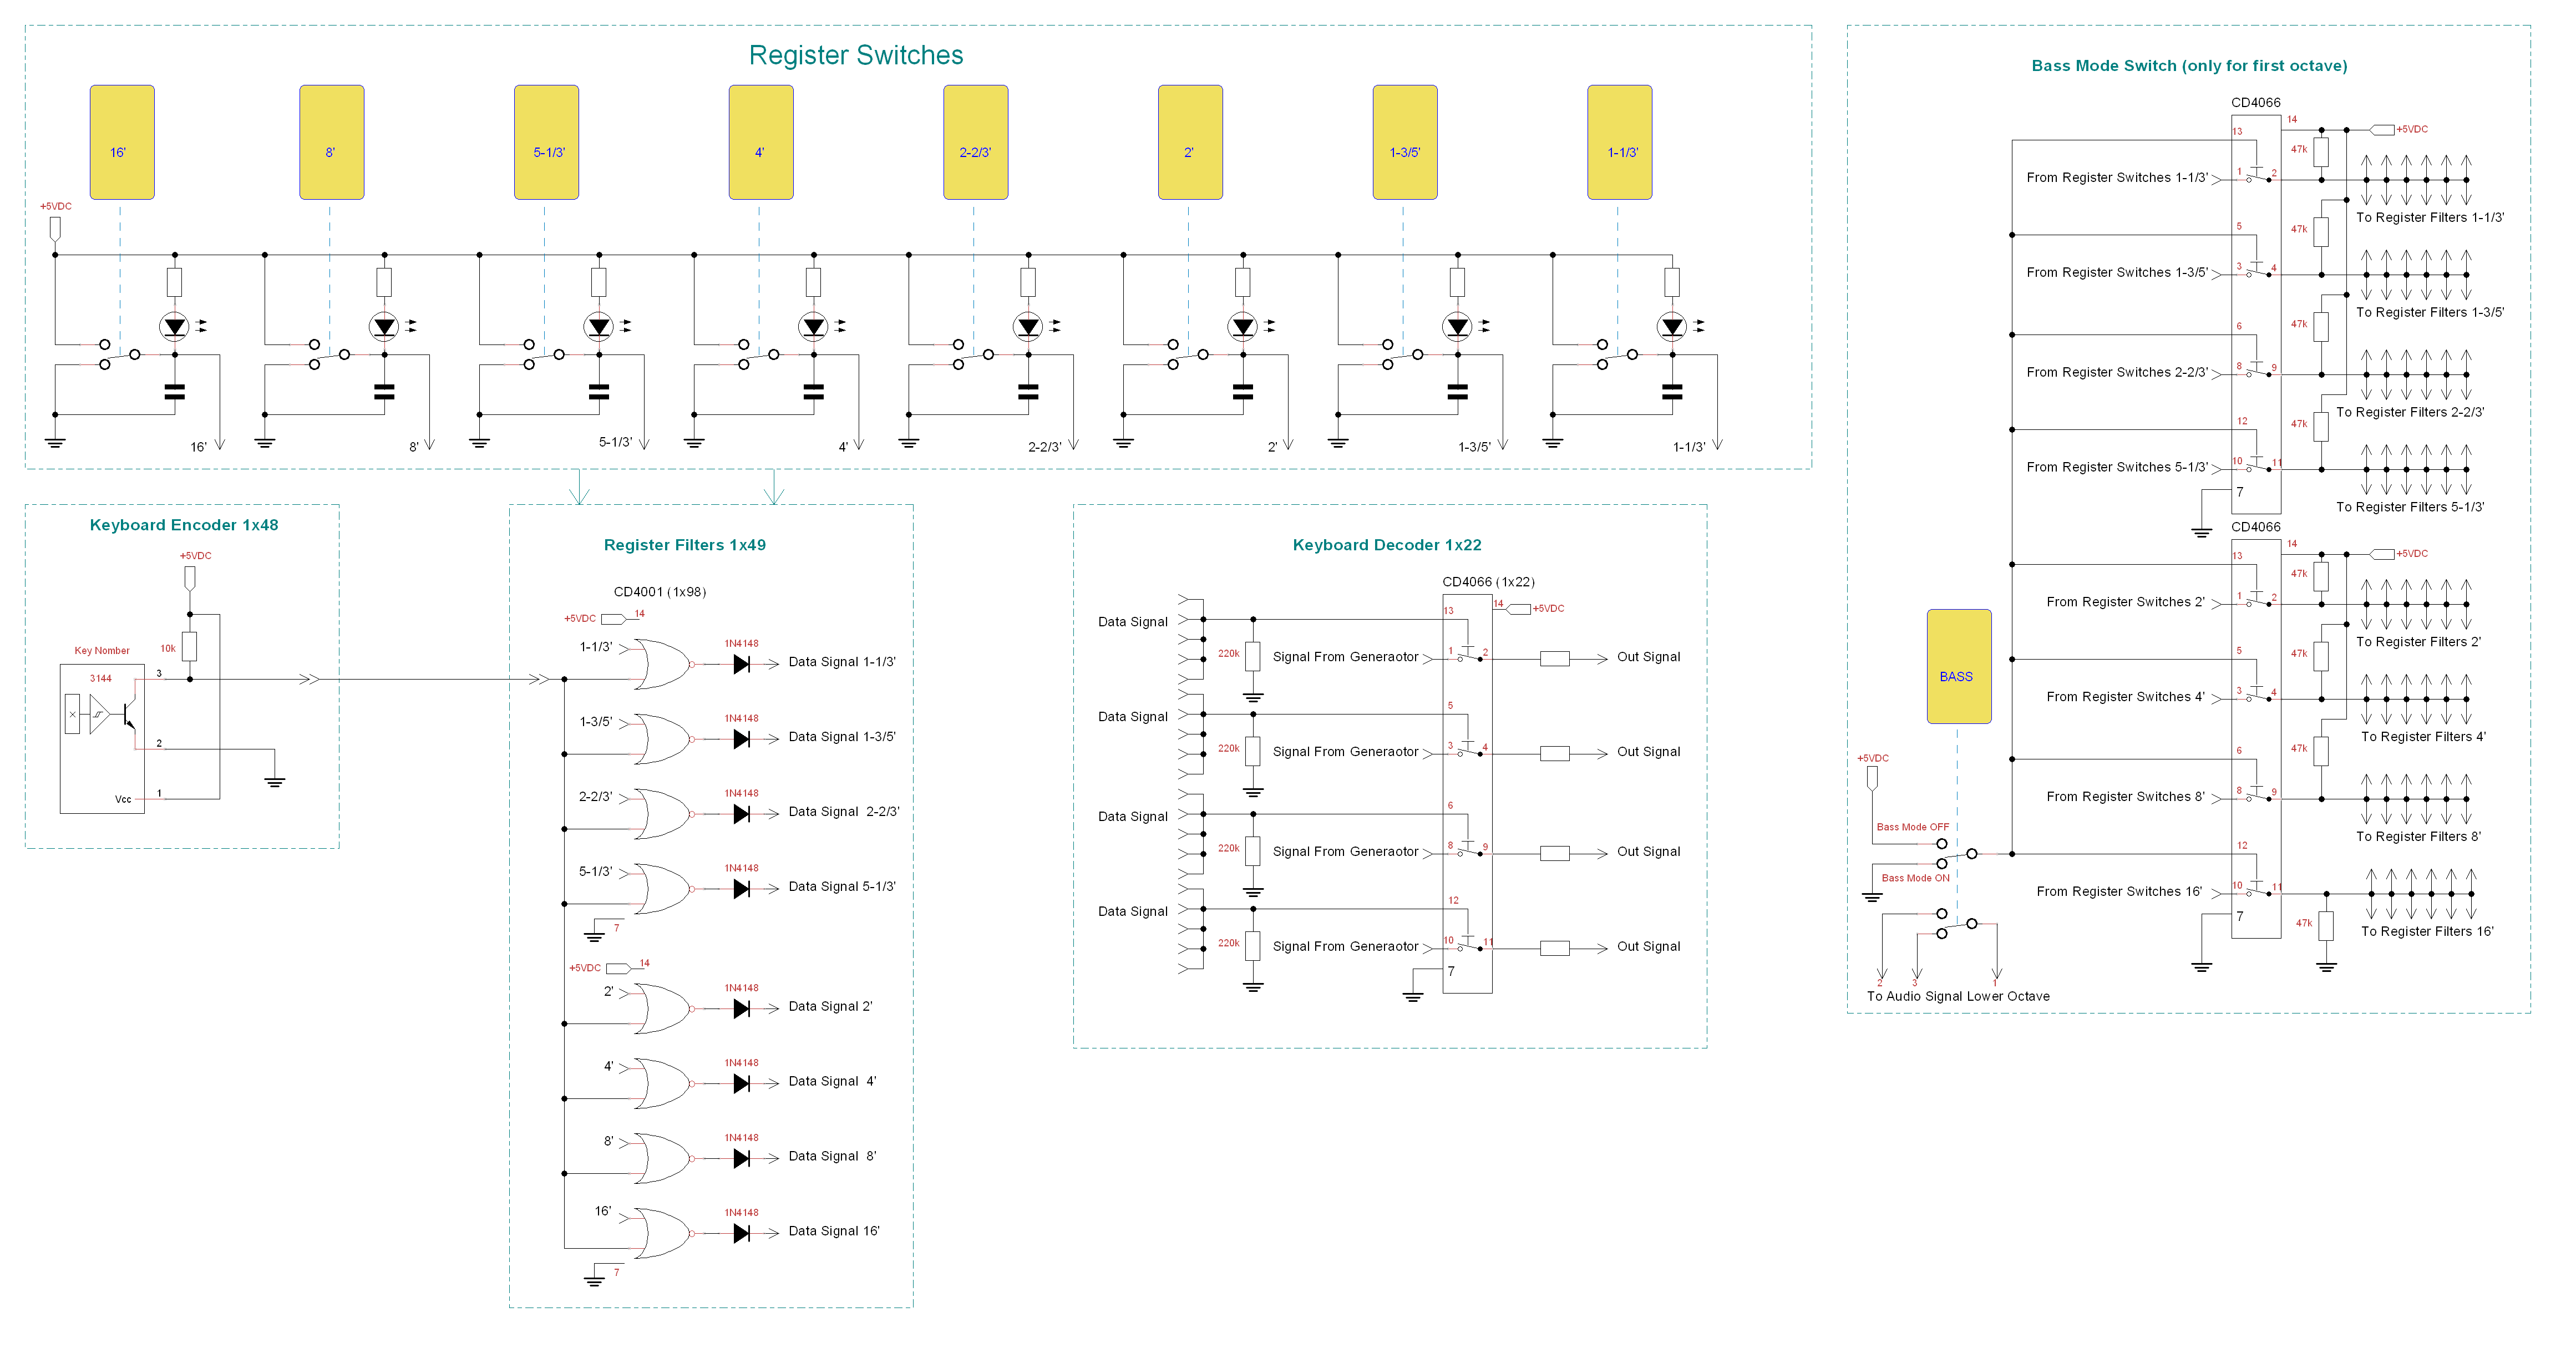 Register Switches
16'
8'
5-1/3'
4'
2-2/3'
2'
1-3/5'
1-1/3'
+5VDC
16'
8'
5-1/3'
4'
2-2/3'
2'
1-3/5'
1-1/3'
Keyboard Encoder 1x48
+5VDC
10k
Key Nomber
3144
3
2
Vcc
1
Register Filters 1x49
CD4001 (1x98)
+5VDC
14
1-1/3'
1N4148
Data Signal 1-1/3'
1-3/5'
1N4148
Data Signal 1-3/5'
2-2/3'
1N4148
Data Signal 2-2/3'
5-1/3'
1N4148
Data Signal 5-1/3'
7
+5VDC
14
2'
1N4148
Data Signal 2'
4'
1N4148
Data Signal 4'
8'
1N4148
Data Signal 8'
16'
1N4148
Data Signal 16'
7
Keyboard Decoder 1x22
CD4066 (1x22)
14
+5VDC
13
Data Signal
220k
Signal From Generaotor
1
2
Out Signal
5
Data Signal
220k
Signal From Generaotor
3
4
Out Signal
6
Data Signal
220k
Signal From Generaotor
8
9
Out Signal
12
Data Signal
220k
Signal From Generaotor
10
11
Out Signal
7
Bass Mode Switch (only for first octave)
CD4066
14
+5VDC
13
47k
From Register Switches 1-1/3'
1
2
To Register Filters 1-1/3'
5
47k
From Register Switches 1-3/5'
3
4
To Register Filters 1-3/5'
6
47k
From Register Switches 2-2/3'
8
9
To Register Filters 2-2/3'
12
47k
From Register Switches 5-1/3'
10
11
7
To Register Filters 5-1/3'
CD4066
14
+5VDC
13
47k
From Register Switches 2'
1
2
To Register Filters 2'
5
47k
From Register Switches 4'
3
4
To Register Filters 4'
6
47k
From Register Switches 8'
8
9
To Register Filters 8'
12
From Register Switches 16'
10
11
7
47k
To Register Filters 16'
BASS
+5VDC
Bass Mode OFF
Bass Mode ON
2
3
1
To Audio Signal Lower Octave